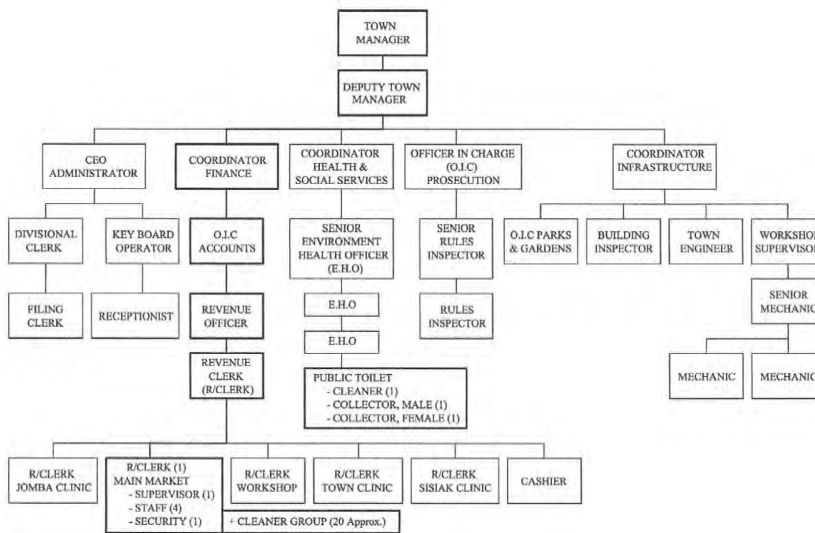 TOWN
MANAGER
DEPUTY TOWN
MANAGER
CEO
ADMINISTRATOR
COORDINATOR
FINANCE
COORDINATOR
HEALTH &
SOCIAL SERVICES
OFFICER IN CHARGE
(O.I.C)
PROSECUTION
COORDINATOR
INFRASTRUCTURE
DIVISIONAL
CLERK
KEY BOARD
OPERATOR
O.I.C
ACCOUNTS
SENIOR
ENVIRONMENT
HEALTH OFFICER
(E.H.O)
SENIOR
RULES
INSPECTOR
O.I.C PARKS
& GARDENS
BUILDING
INSPECTOR
TOWN
ENGINEER
WORKSHOP
SUPERVISOR
FILING
CLERK
RECEPTIONIST
REVENUE
OFFICER
E.H.O
RULES
INSPECTOR
SENIOR
MECHANIC
E.H.O
REVENUE
CLERK
(R/CLERK)
PUBLIC TOILET
- CLEANER (1)
- COLLECTOR, MALE (1)
- COLLECTOR, FEMALE (1)
MECHANIC
MECHANIC
R/CLERK
JOMBA CLINIC
R/CLERK (1)
MAIN MARKET
- SUPERVISOR (1)
- STAFF (4)
- SECURITY (1)
+ CLEANER GROUP (20 Approx.)
R/CLERK
WORKSHOP
R/CLERK
TOWN CLINIC
R/CLERK
SISIAK CLINIC
CASHIER